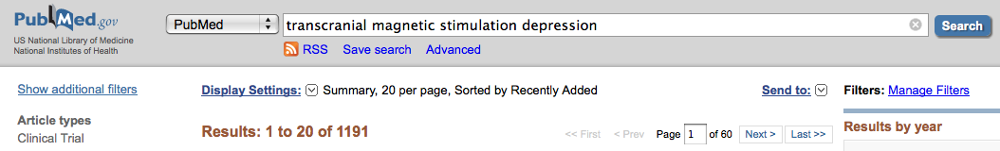 PubMed.gov
US National Library of Medicine
National Institutes of Health
PubMed
transcranial magnetic stimulation depression
Search
RSS Save search Advanced
Show additional filters
Article types
Clinical Trial
Display Settings: Summary, 20 per page, Sorted by Recently Added
Send to:
Results: 1 to 20 of 1191
<< First < Prev Page 1 of 60 Next > Last >>
Filters: Manage Filters
Results by year